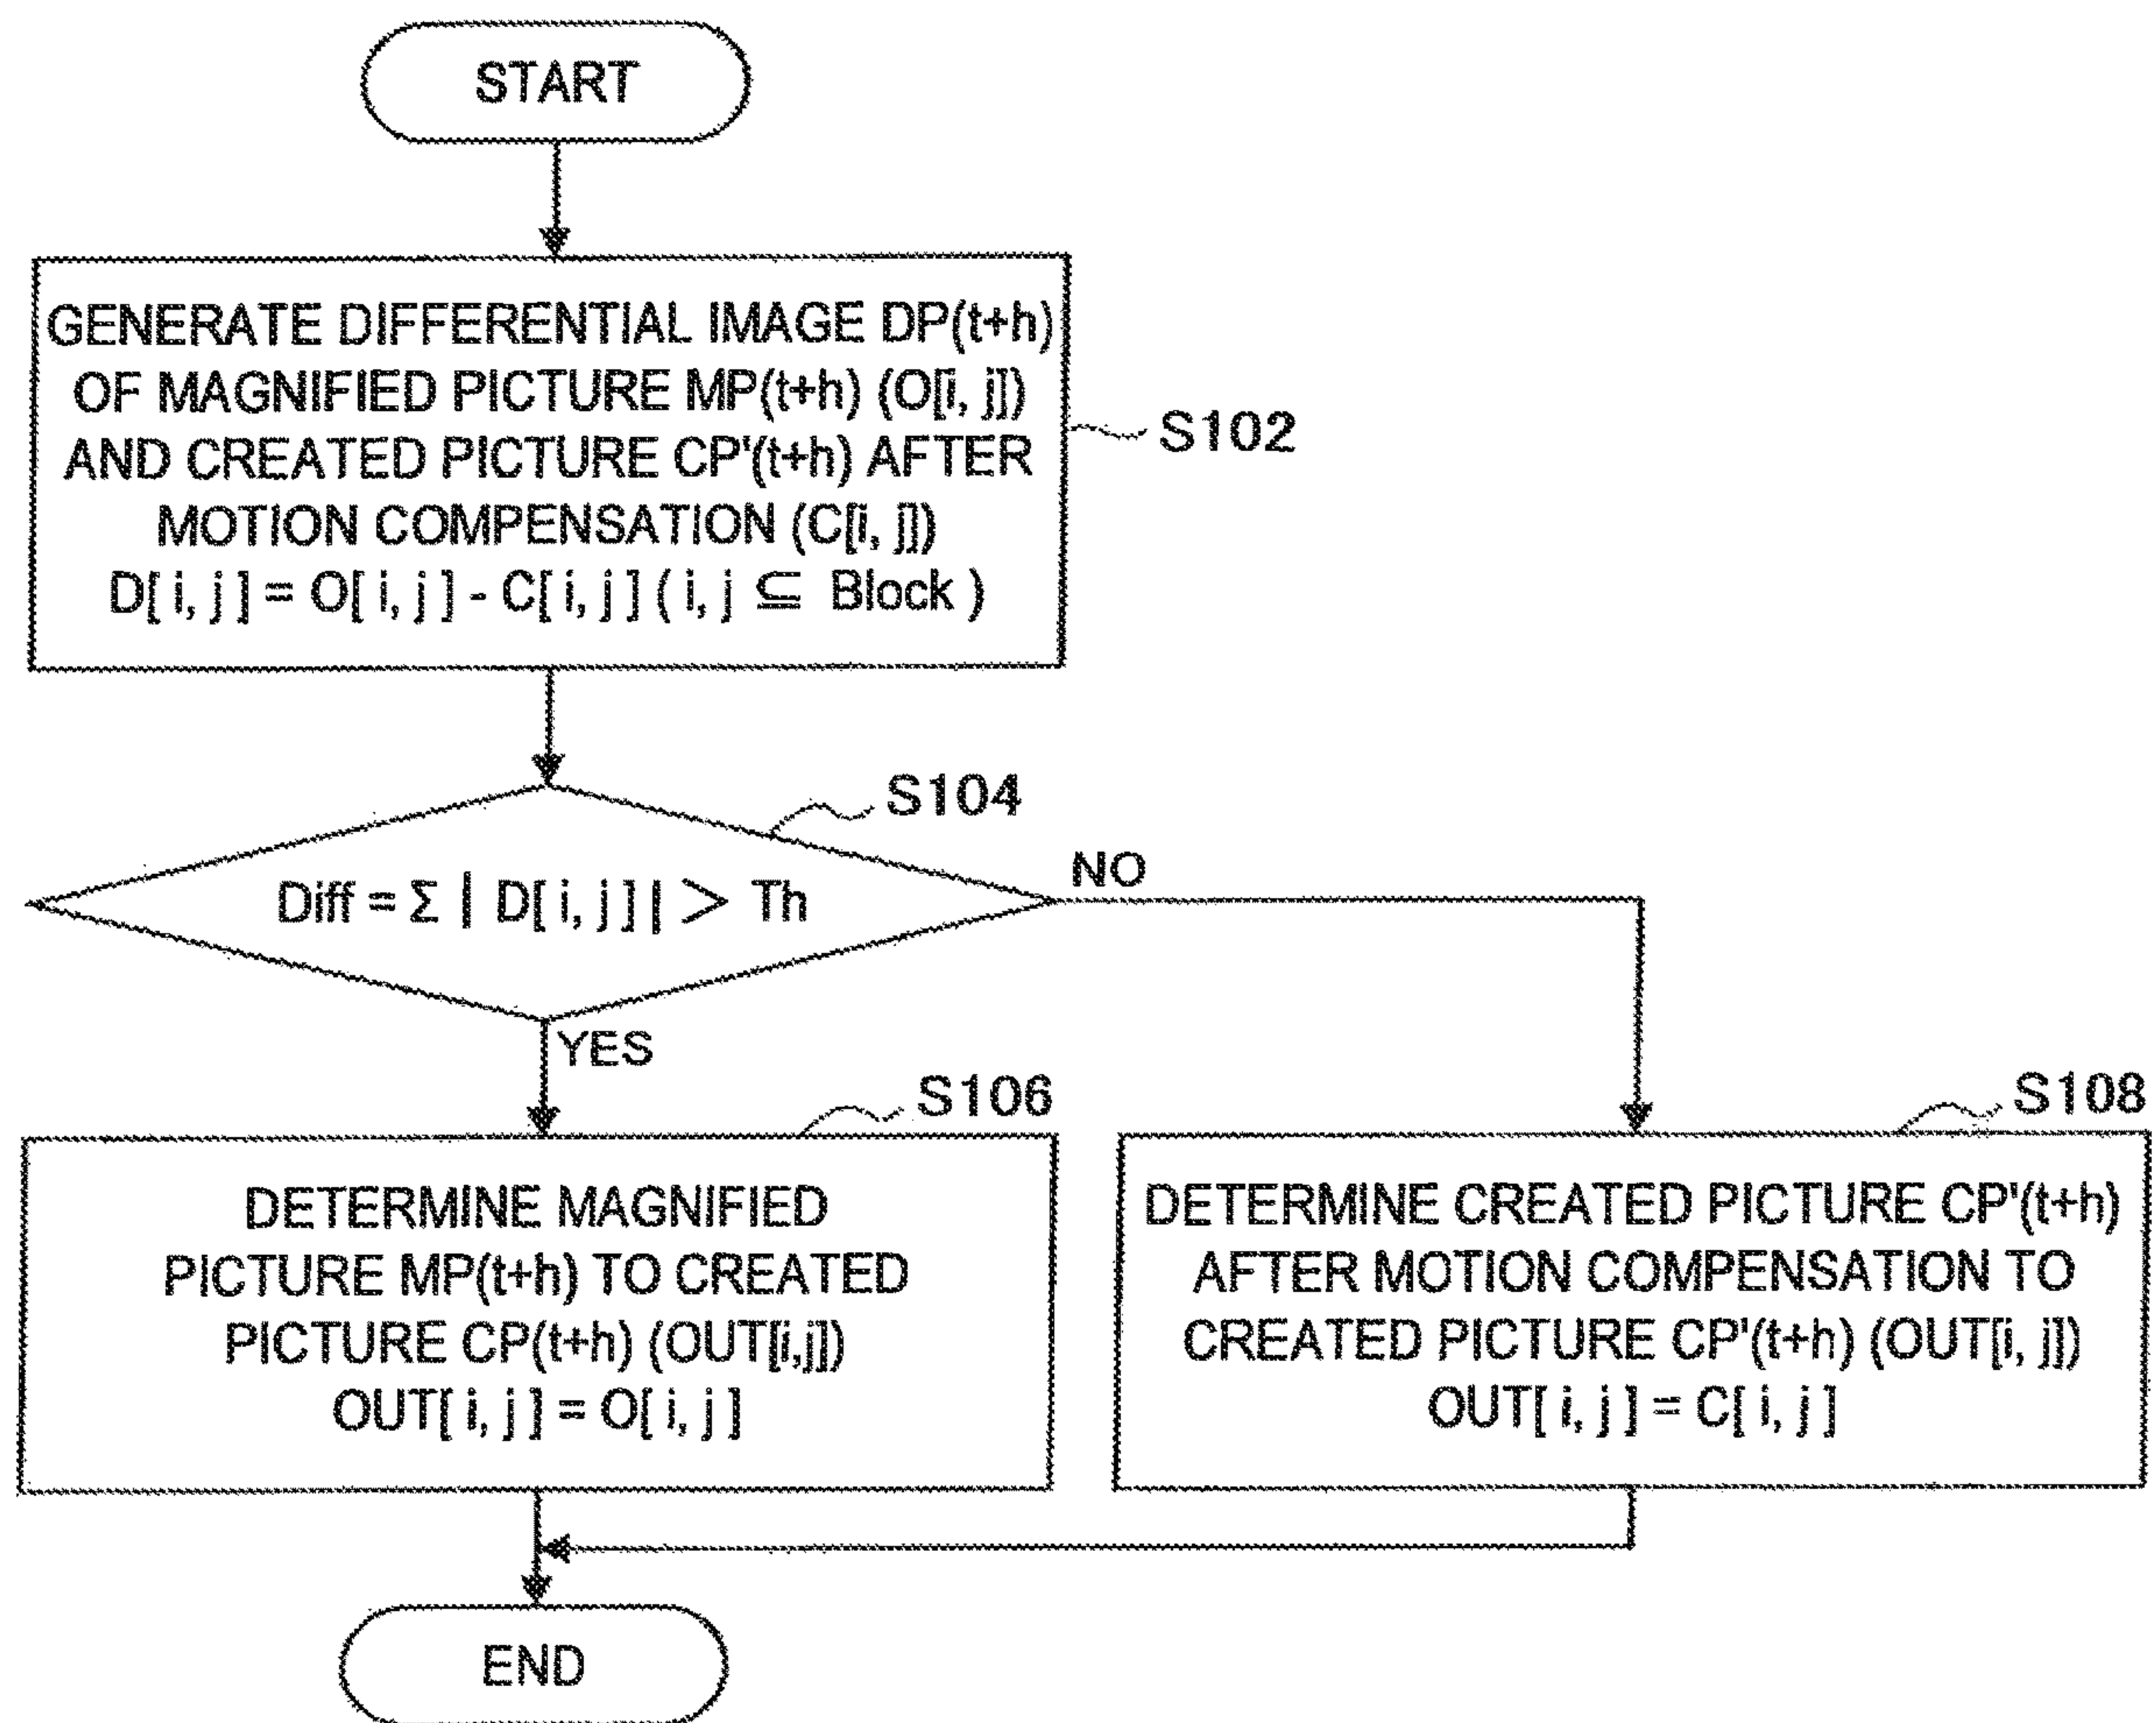 START
GENERATE DIFFERENTIAL IMAGE DP(t+h)
OF MAGNIFIED PICTURE MP(t+h) (O[i, j])
AND CREATED PICTURE CP'(t+h) AFTER
MOTION COMPENSATION (C[i, j])
D[ i, j ] = O[ i, j ] - C[ i, j ] ( i, j ⊆ Block )
S102
S104
Diff = Σ | D[ i, j ] | > Th
NO
YES
S106
DETERMINE MAGNIFIED
PICTURE MP(t+h) TO CREATED
PICTURE CP(t+h) (OUT[i,j])
OUT[ i, j ] = O[ i, j ]
S108
DETERMINE CREATED PICTURE CP'(t+h)
AFTER MOTION COMPENSATION TO
CREATED PICTURE CP'(t+h) (OUT[i, j])
OUT[ i, j ] = C[ i, j ]
END